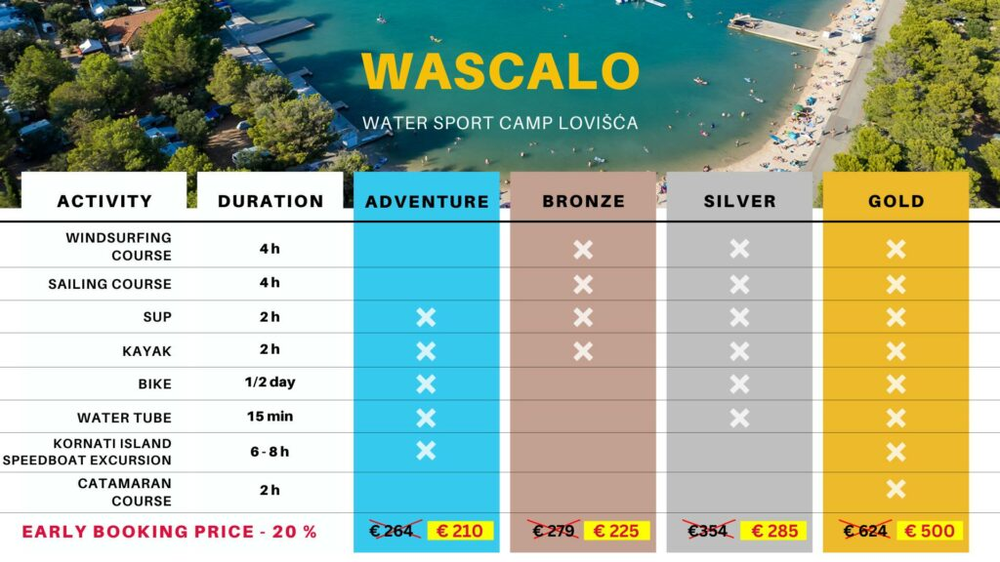 WASCALO
WATER SPORT CAMP LOVIŠĆA
ACTIVITY DURATION ADVENTURE BRONZE SILVER GOLD
WINDSURFING
COURSE 4 h × × ×
SAILING COURSE 4 h × × ×
SUP 2 h × × × ×
KAYAK 2 h × × × ×
BIKE 1/2 day × × ×
WATER TUBE 15 min × × ×
KORNATI ISLAND
SPEEDBOAT EXCURSION 6 - 8 h × ×
CATAMARAN
COURSE 2 h ×
EARLY BOOKING PRICE - 20 % € 264 € 210 € 279 € 225 €354 € 285 € 624 € 500